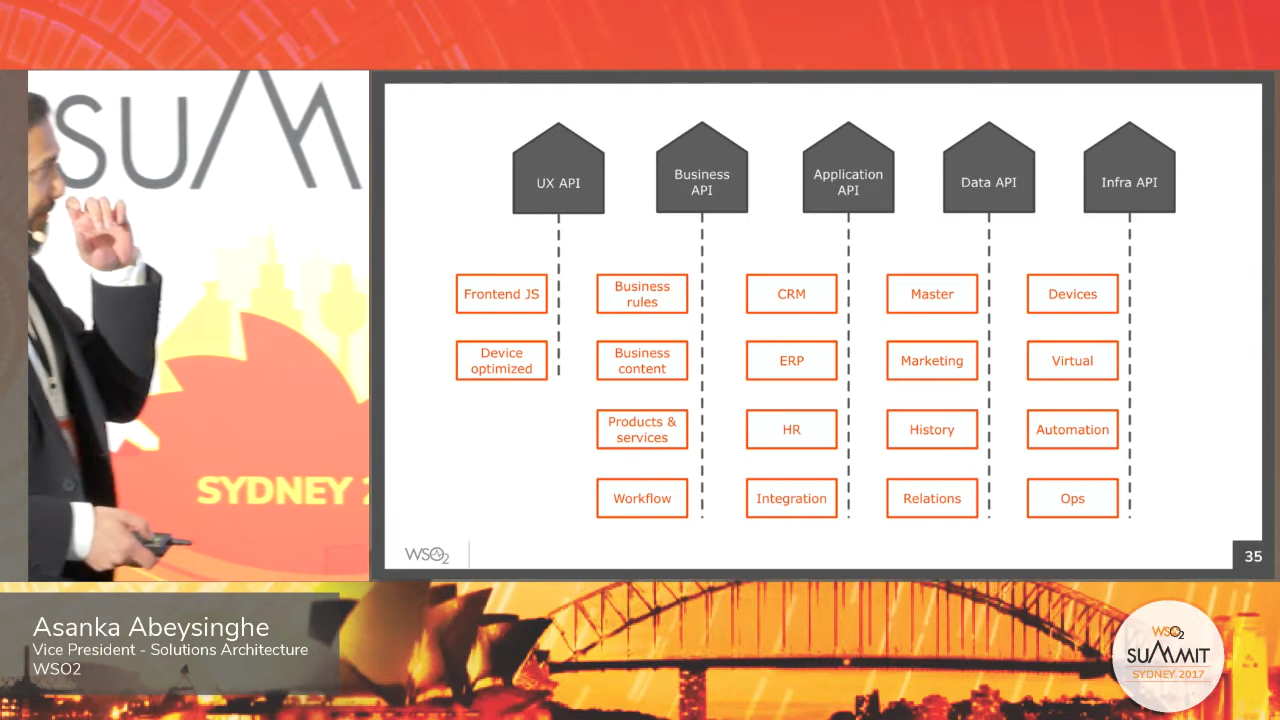 SUM
SYDNEY 2
UX API
Business
API
Application
API
Data API
Infra API
Frontend JS
Business
rules
CRM
Master
Devices
Device
optimized
Business
content
ERP
Marketing
Virtual
Products &
services
HR
History
Automation
Workflow
Integration
Relations
Ops
WSO2
35
Asanka Abeysinghe
Vice President - Solutions Architecture
WSO2
WSO2
SUMMIT
SYDNEY 2017